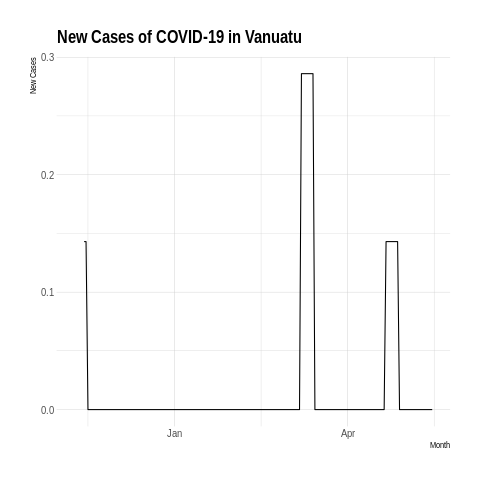 New Cases of COVID-19 in Vanuatu
New Cases
0.3
0.2
0.1
0.0
Jan
Apr
Month